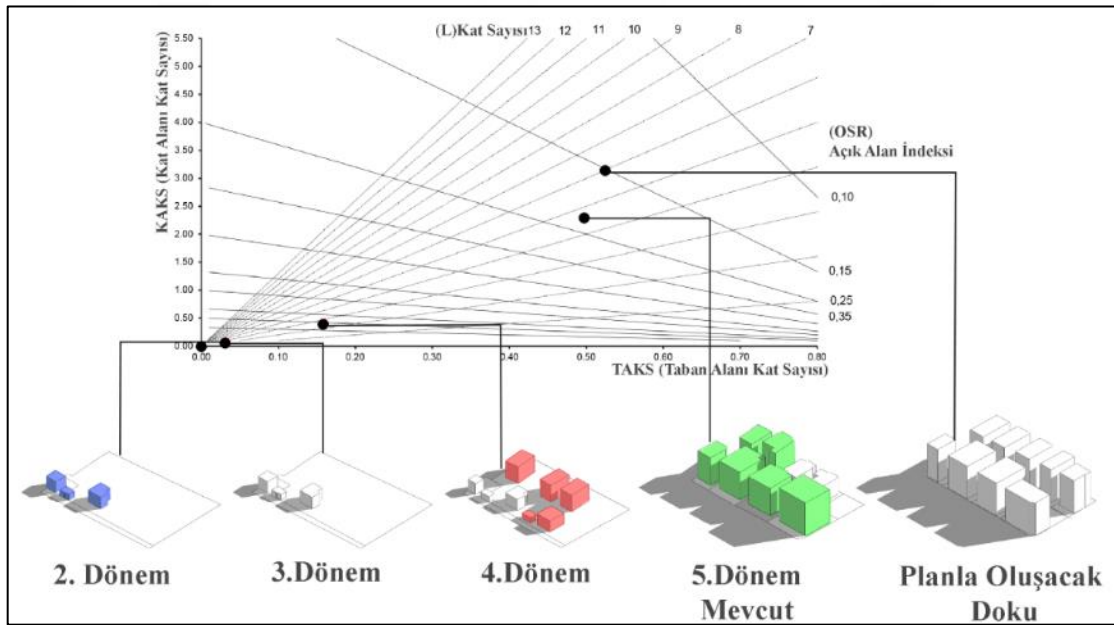 (L)Kat Sayısı 13 12 11 10 9 8 7
KAKS (Kat Alanı Kat Sayısı)
5.50
5.00
4.50
4.00
3.50
3.00
2.50
2.00
1.50
1.00
0.50
0.00
(OSR)
Açık Alan İndeksi
0,10
0,15
0,25
0,35
0.00 0.10 0.20 0.30 0.40 0.50 0.60 0.70 0.80
TAKS (Taban Alanı Kat Sayısı)
2. Dönem
3.Dönem
4.Dönem
5.Dönem
Mevcut
Planla Oluşacak
Doku